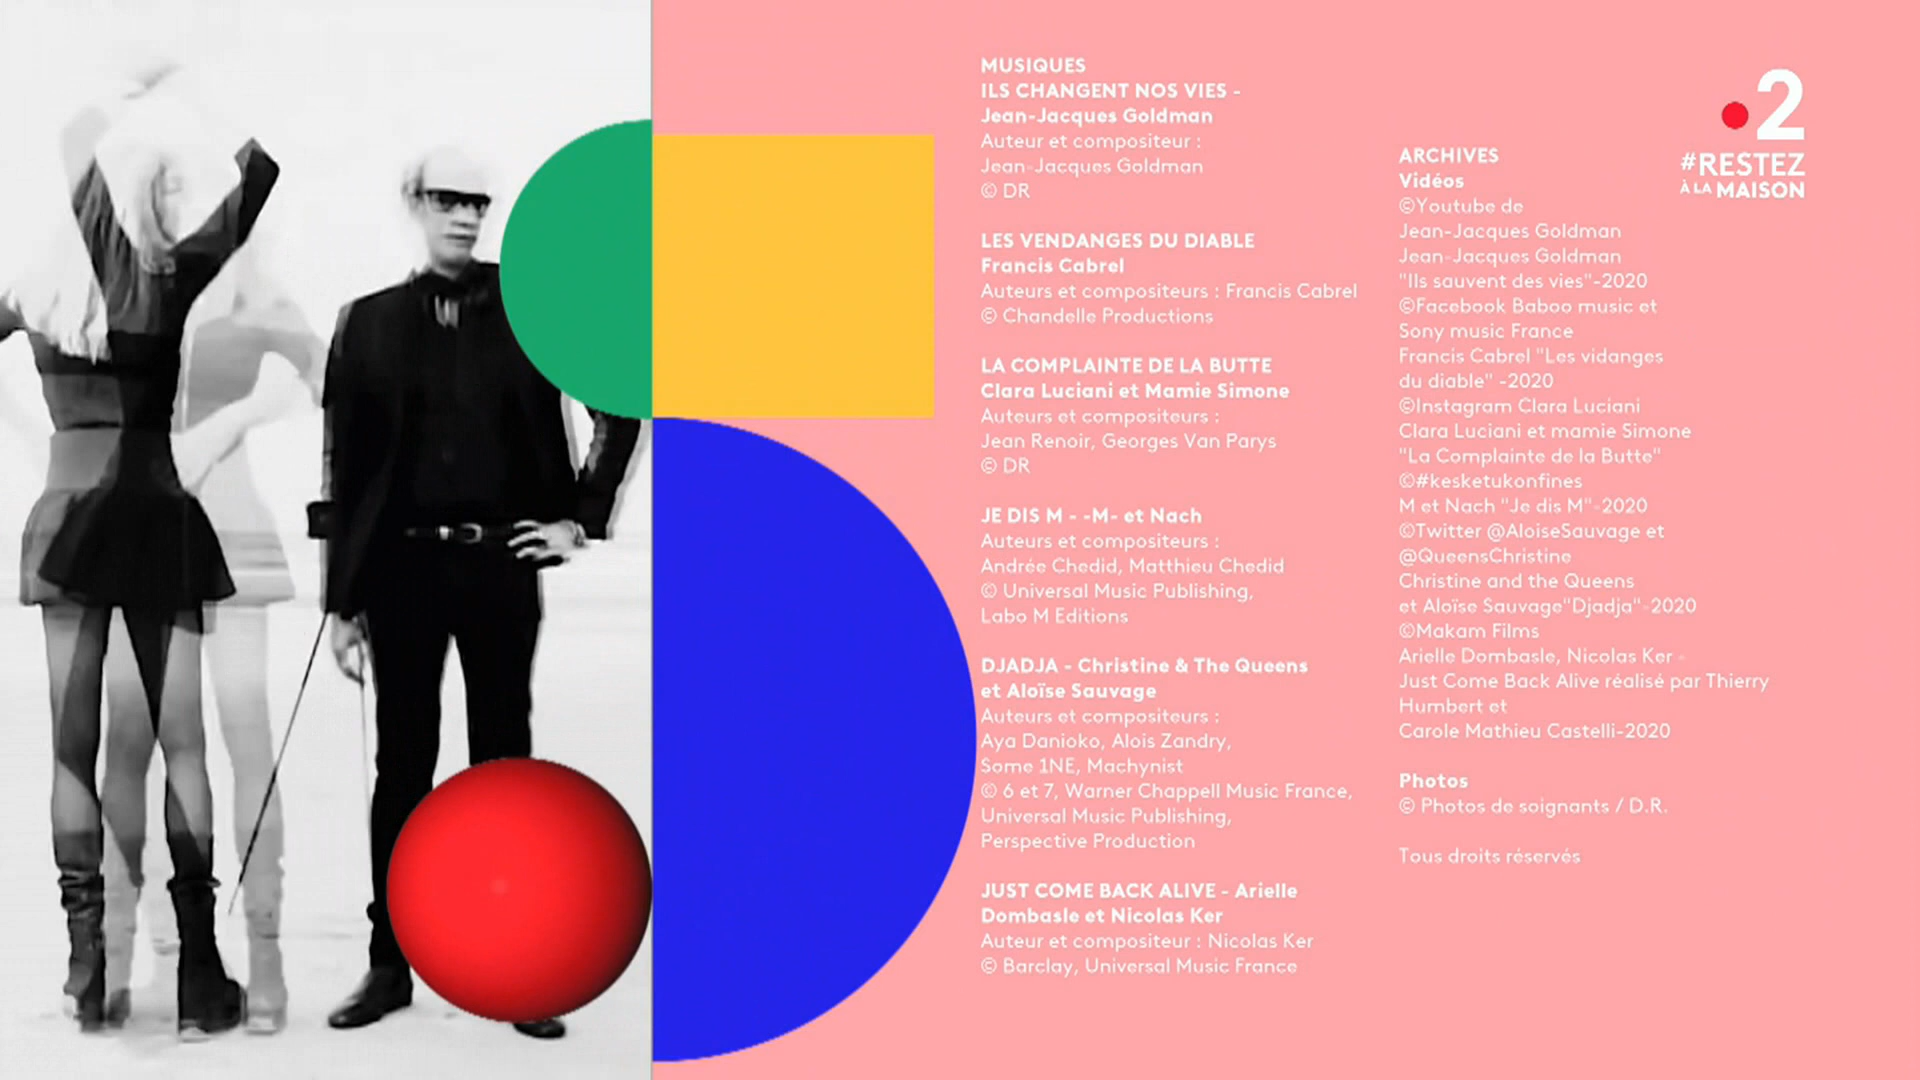 MUSIQUES
ILS CHANGENT NOS VIES -
Jean-Jacques Goldman
Auteur et compositeur :
Jean-Jacques Goldman
© DR
LES VENDANGES DU DIABLE
Francis Cabrel
Auteurs et compositeurs : Francis Cabrel
© Chandelle Productions
LA COMPLAINTE DE LA BUTTE
Clara Luciani et Mamie Simone
Auteurs et compositeurs :
Jean Renoir, Georges Van Parys
© DR
JE DIS M - -M- et Nach
Auteurs et compositeurs :
Andrée Chedid, Matthieu Chedid
© Universal Music Publishing,
Labo M Editions
DJADJA - Christine & The Queens
et Aloïse Sauvage
Auteurs et compositeurs :
Aya Danioko, Alois Zandry,
Some 1NE, Machynist
© 6 et 7, Warner Chappell Music France,
Universal Music Publishing,
Perspective Production
JUST COME BACK ALIVE - Arielle
Dombasle et Nicolas Ker
Auteur et compositeur : Nicolas Ker
© Barclay, Universal Music France
ARCHIVES
Vidéos
©Youtube de
Jean-Jacques Goldman
Jean-Jacques Goldman
"Ils sauvent des vies"-2020
©Facebook Baboo music et
Sony music France
Francis Cabrel "Les vidanges
du diable" -2020
©Instagram Clara Luciani
Clara Luciani et mamie Simone
"La Complainte de la Butte"
©#kesketukonfines
M et Nach "Je dis M"-2020
©Twitter @AloiseSauvage et
@QueensChristine
Christine and the Queens
et Aloïse Sauvage"Djadja"-2020
©Makam Films
Arielle Dombasle, Nicolas Ker -
Just Come Back Alive réalisé par Thierry
Humbert et
Carole Mathieu Castelli-2020
Photos
© Photos de soignants / D.R.
Tous droits réservés
2
#RESTEZ
À LA MAISON